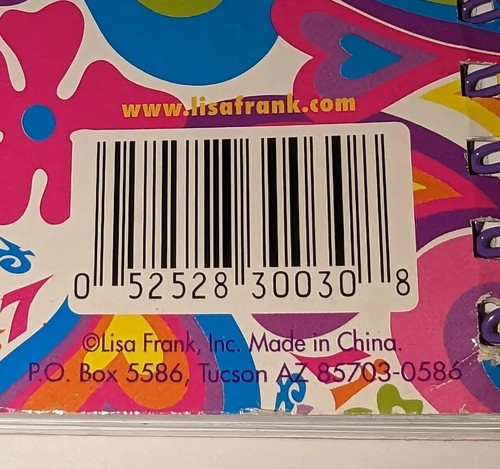 www.lisafrank.com
0 52528 30030 8
©Lisa Frank, Inc. Made in China.
P.O. Box 5586, Tucson AZ 85703-0586